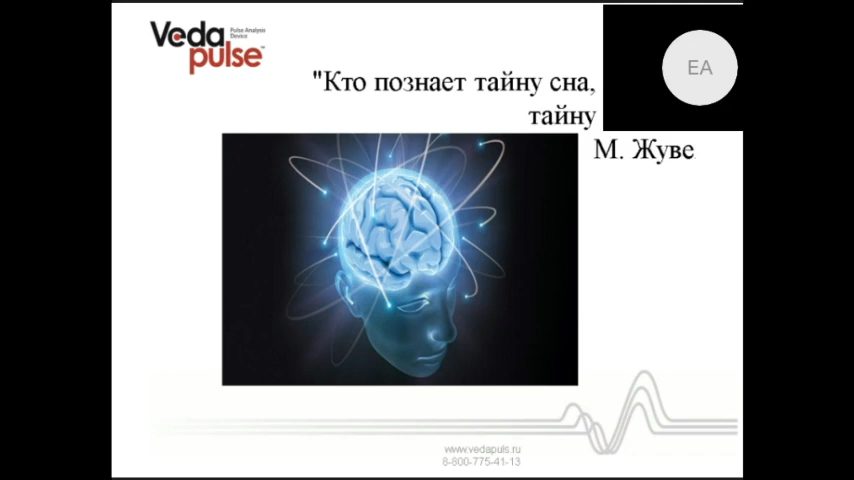 Veda
pulse™
Pulse Analysis
Device
EA
"Кто познает тайну сна,
тайну
М. Жуве
www.vedapuls.ru
8-800-775-41-13